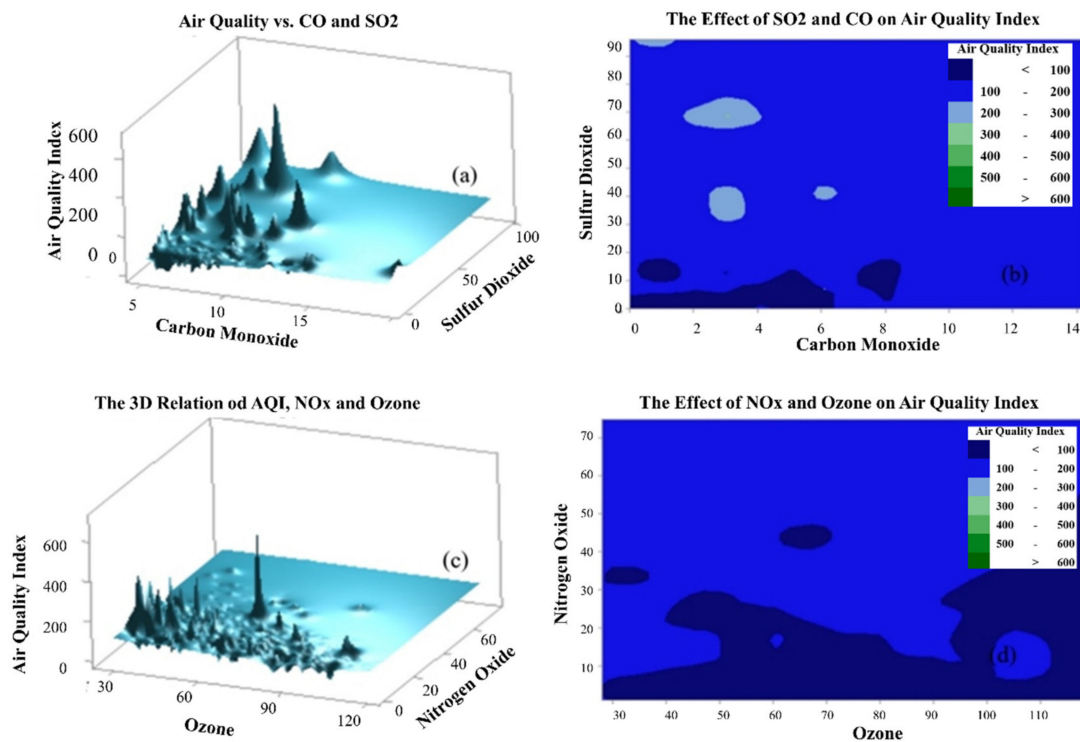 Air Quality vs. CO and SO2
600
400
200
0
0
Air Quality Index
5
10
15
Carbon Monoxide
0
50
100
Sulfur Dioxide
(a)
The Effect of SO2 and CO on Air Quality Index
90
80
70
60
50
40
30
20
10
0
Sulfur Dioxide
0 2 4 6 8 10 12 14
Carbon Monoxide
Air Quality Index
< 100
100 - 200
200 - 300
300 - 400
400 - 500
500 - 600
> 600
(b)
The 3D Relation od AQI, NOx and Ozone
600
400
200
0
Air Quality Index
30
60
90
120
Ozone
0
20
40
60
Nitrogen Oxide
(c)
The Effect of NOx and Ozone on Air Quality Index
70
60
50
40
30
20
10
Nitrogen Oxide
30 40 50 60 70 80 90 100 110
Ozone
Air Quality Index
< 100
100 - 200
200 - 300
300 - 400
400 - 500
500 - 600
> 600
(d)